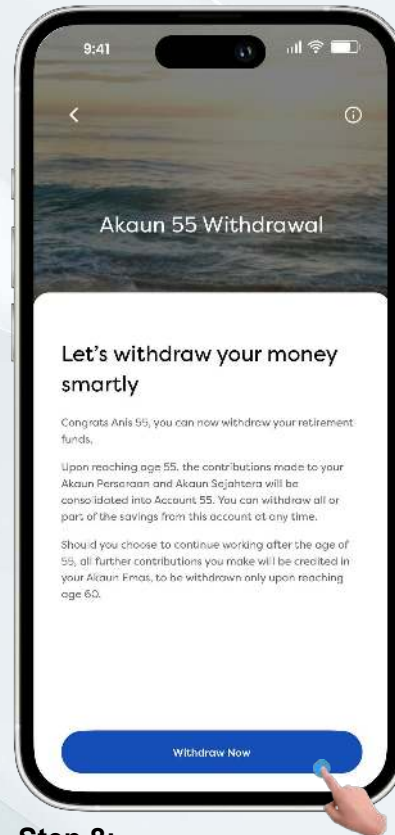 9:41
Akaun 55 Withdrawal
Let's withdraw your money
smartly
Congrats Anis 55, you can now withdraw your retirement
funds.
Upon reaching age 55, the contributions made to your
Akaun Persaraan and Akaun Sejahtera will be
consolidated into Account 55. You can withdraw all or
part of the savings from this account at any time.
Should you choose to continue working after the age of
55, all further contributions you make will be credited in
your Akaun Emas, to be withdrawn only upon reaching
age 60.
Withdraw Now